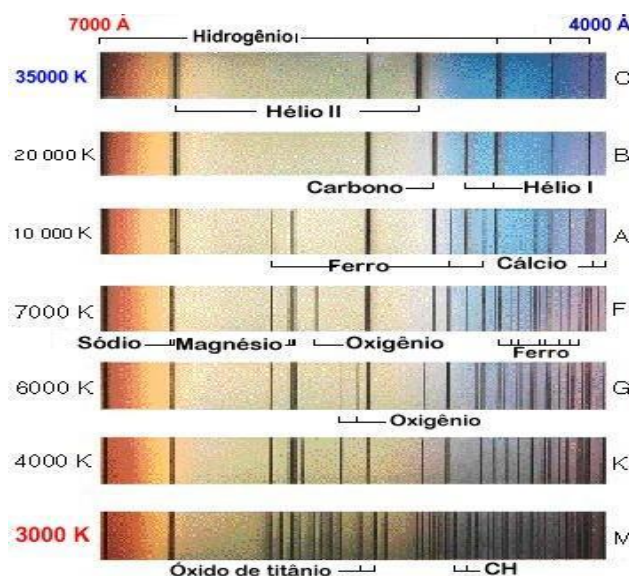 7000 Å 4000 Å
Hidrogênio
35000 K O
Hélio II
20 000 K B
Carbono Hélio I
10 000 K A
Ferro Cálcio
7000 K F
Sódio Magnésio Oxigênio Ferro
6000 K G
Oxigênio
4000 K K
3000 K M
Óxido de titânio CH